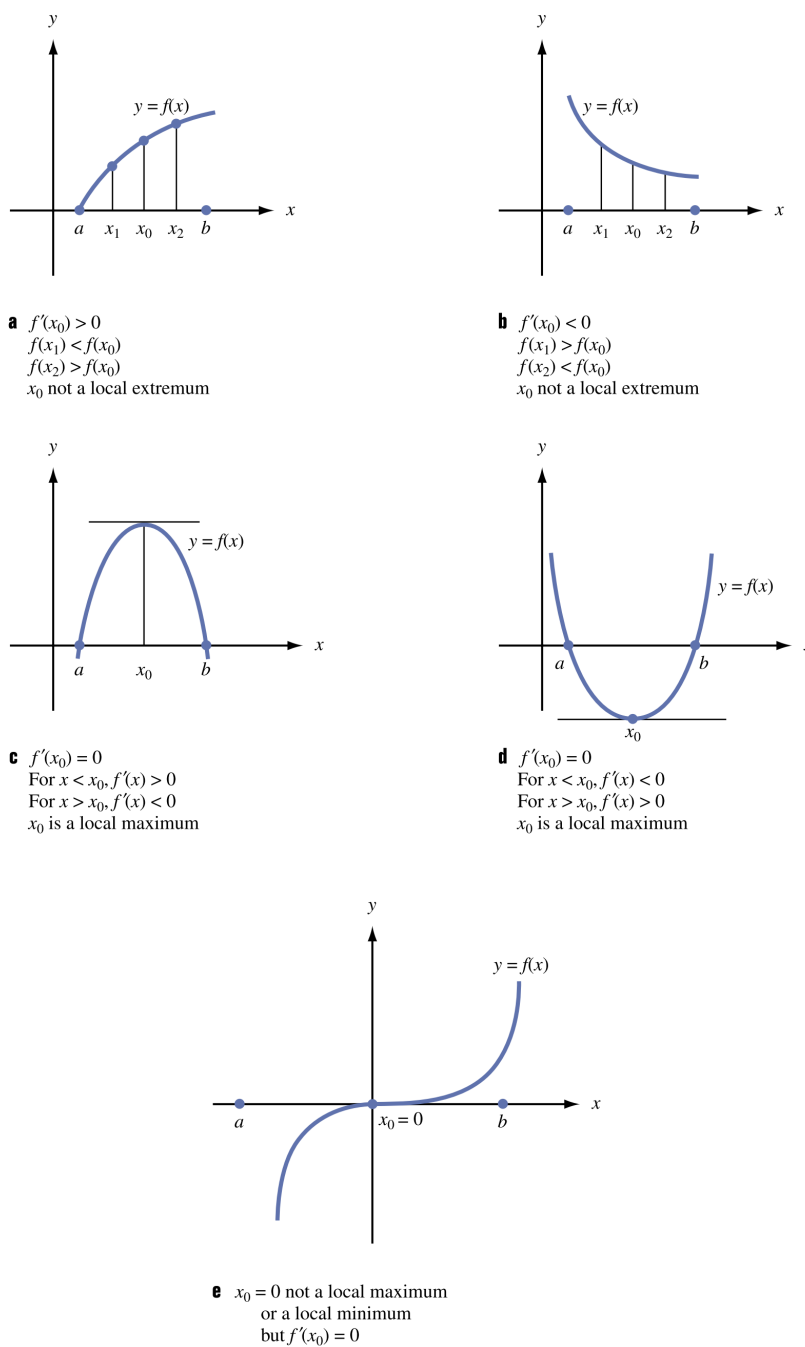 y
y
y = f(x)
y = f(x)
x
x
a x₁ x₀ x₂ b
a x₁ x₀ x₂ b
a f′(x₀) > 0
f(x₁) < f(x₀)
f(x₂) > f(x₀)
x₀ not a local extremum
b f′(x₀) < 0
f(x₁) > f(x₀)
f(x₂) < f(x₀)
x₀ not a local extremum
y
y
y = f(x)
y = f(x)
x
a x₀ b
a b
x₀
c f′(x₀) = 0
For x < x₀, f′(x) > 0
For x > x₀, f′(x) < 0
x₀ is a local maximum
d f′(x₀) = 0
For x < x₀, f′(x) < 0
For x > x₀, f′(x) > 0
x₀ is a local maximum
y
y = f(x)
x
a x₀ = 0 b
e x₀ = 0 not a local maximum
or a local minimum
but f′(x₀) = 0